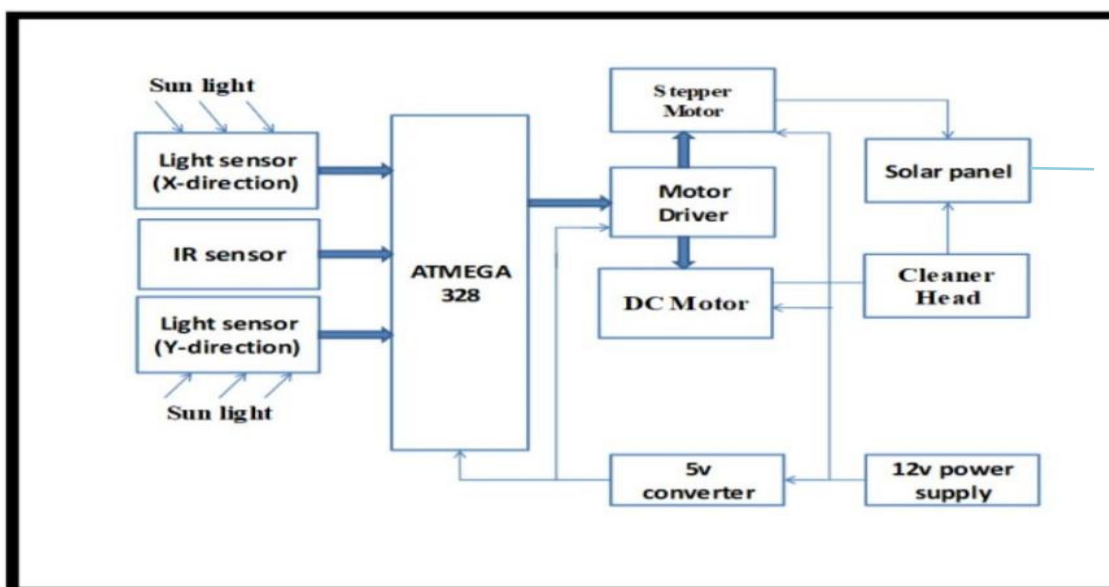 Sun light
Light sensor
(X-direction)
IR sensor
Light sensor
(Y-direction)
Sun light
ATMEGA
328
Stepper
Motor
Motor
Driver
DC Motor
Solar panel
Cleaner
Head
5v
converter
12v power
supply